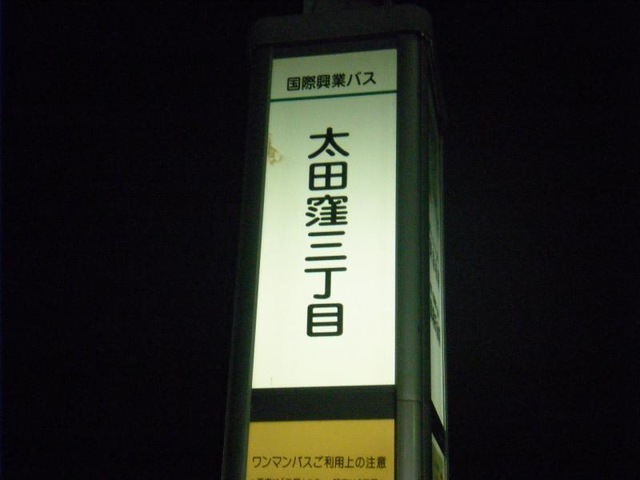 国際興業バス
太田窪三丁目
ワンマンバスご利用上の注意